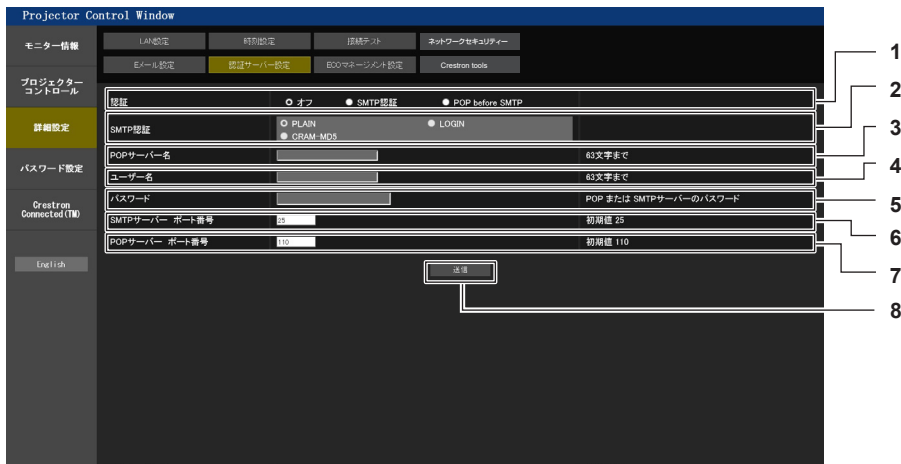 Projector Control Window
モニター情報
プロジェクター
コントロール
詳細設定
パスワード設定
Crestron
Connected(TM)
English
LAN設定 時刻設定 接続テスト ネットワークセキュリティー
Eメール設定 認証サーバー設定 ECOマネージメント設定 Crestron tools
認証 オフ SMTP認証 POP before SMTP
SMTP認証 PLAIN LOGIN
CRAM-MD5
POPサーバー名 63文字まで
ユーザー名 63文字まで
パスワード POP または SMTPサーバーのパスワード
SMTPサーバー ポート番号 25 初期値 25
POPサーバー ポート番号 110 初期値 110
送信
1
2
3
4
5
6
7
8